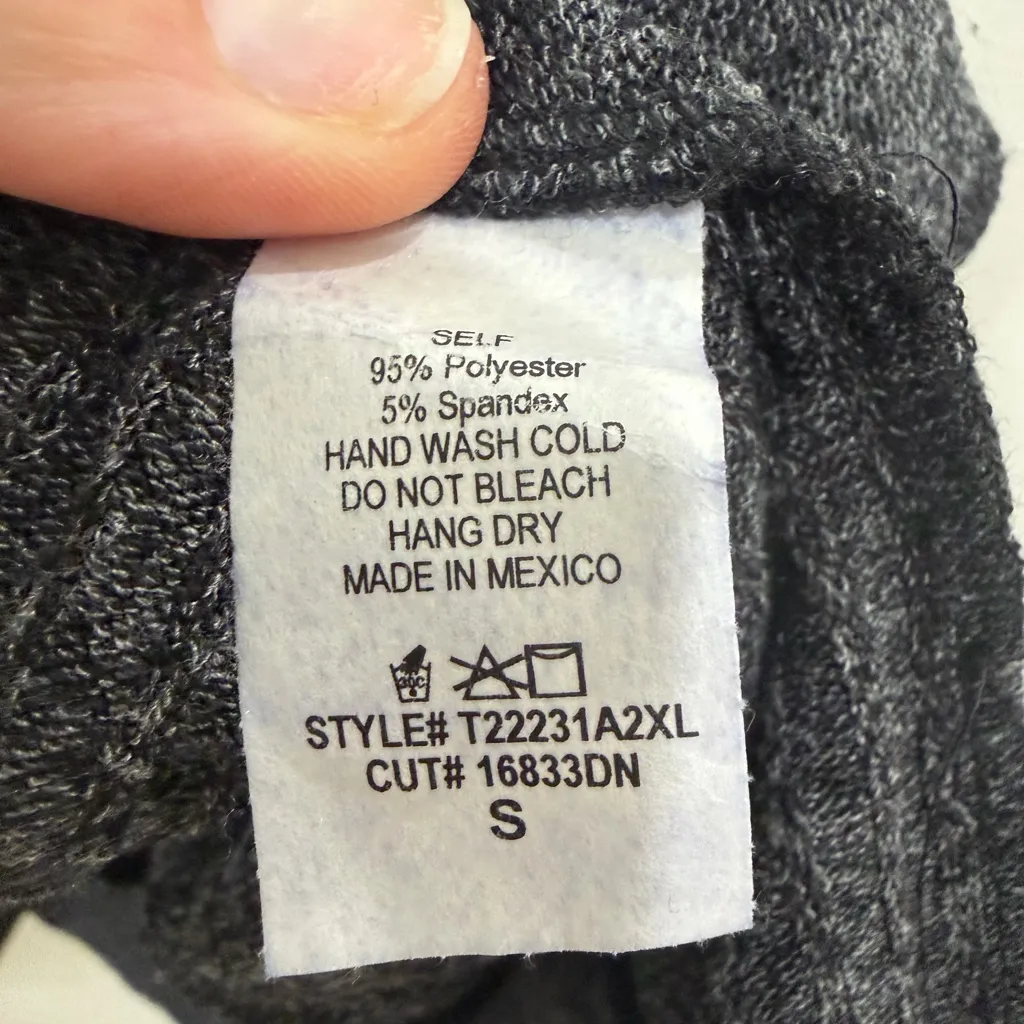 SELF
95% Polyester
5% Spandex
HAND WASH COLD
DO NOT BLEACH
HANG DRY
MADE IN MEXICO
30C
STYLE# T22231A2XL
CUT# 16833DN
S